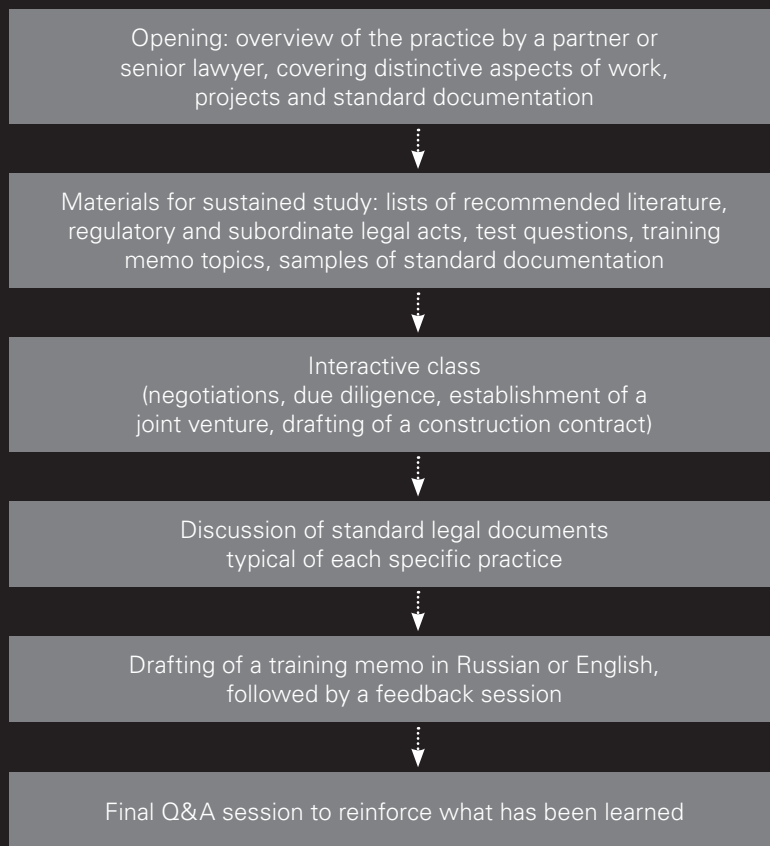 Opening: overview of the practice by a partner or
senior lawyer, covering distinctive aspects of work,
projects and standard documentation
Materials for sustained study: lists of recommended literature,
regulatory and subordinate legal acts, test questions, training
memo topics, samples of standard documentation
Interactive class
(negotiations, due diligence, establishment of a
joint venture, drafting of a construction contract)
Discussion of standard legal documents
typical of each specific practice
Drafting of a training memo in Russian or English,
followed by a feedback session
Final Q&A session to reinforce what has been learned